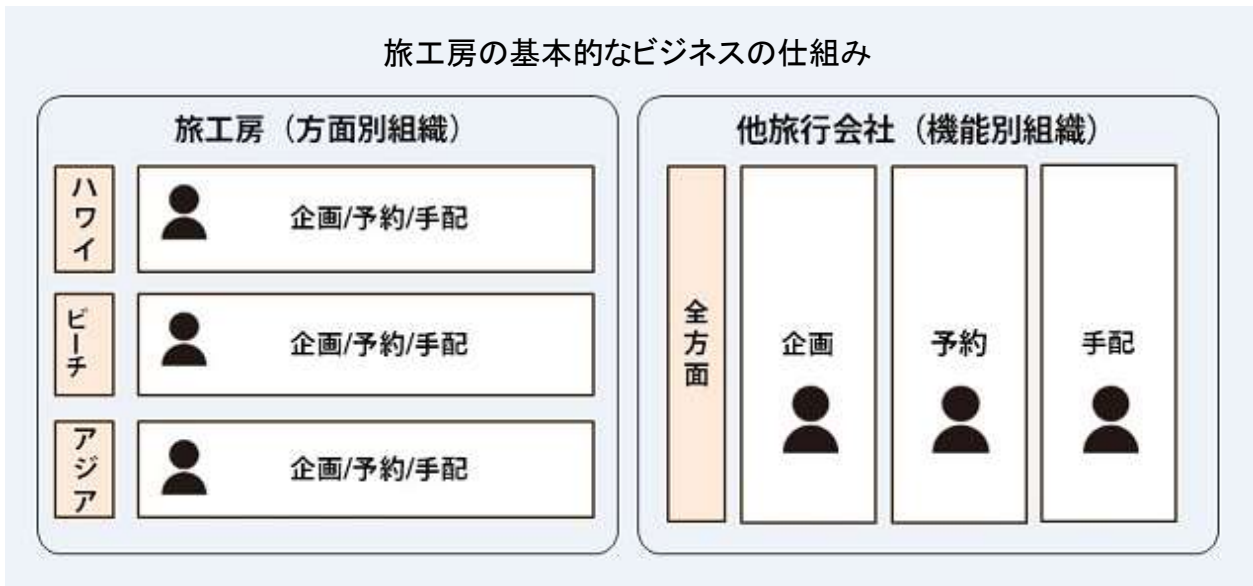 旅工房の基本的なビジネスの仕組み
旅工房（方面別組織）
ハワイ
企画/予約/手配
ビーチ
企画/予約/手配
アジア
企画/予約/手配
他旅行会社（機能別組織）
全方面
企画
予約
手配